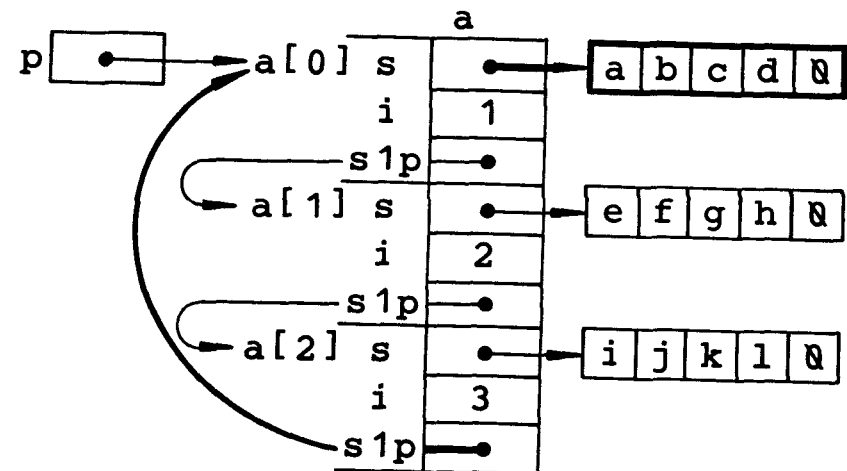 a
p a[0] s a b c d \0
i 1
s1p
a[1] s e f g h \0
i 2
s1p
a[2] s i j k l \0
i 3
s1p